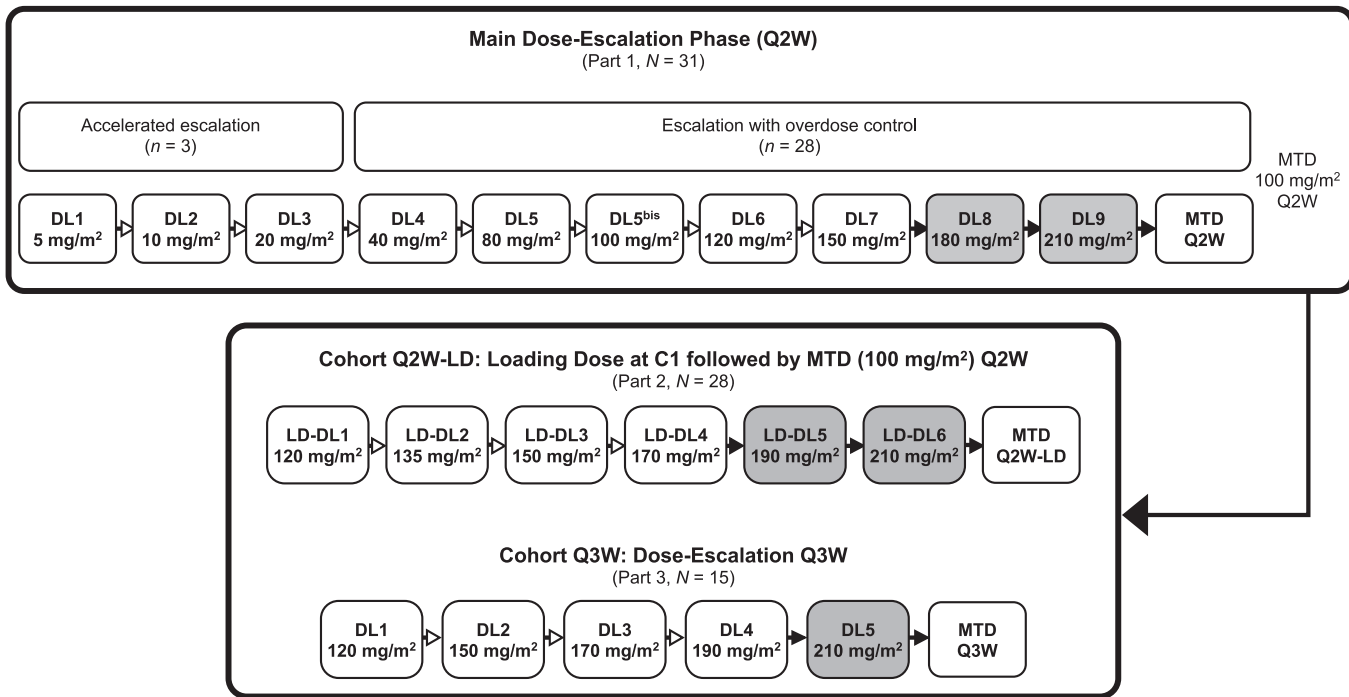 Main Dose-Escalation Phase (Q2W)
(Part 1, N = 31)
Accelerated escalation
(n = 3)
Escalation with overdose control
(n = 28)
MTD
100 mg/m²
Q2W
DL1
5 mg/m²
DL2
10 mg/m²
DL3
20 mg/m²
DL4
40 mg/m²
DL5
80 mg/m²
DL5ᵇⁱˢ
100 mg/m²
DL6
120 mg/m²
DL7
150 mg/m²
DL8
180 mg/m²
DL9
210 mg/m²
MTD
Q2W
Cohort Q2W-LD: Loading Dose at C1 followed by MTD (100 mg/m²) Q2W
(Part 2, N = 28)
LD-DL1
120 mg/m²
LD-DL2
135 mg/m²
LD-DL3
150 mg/m²
LD-DL4
170 mg/m²
LD-DL5
190 mg/m²
LD-DL6
210 mg/m²
MTD
Q2W-LD
Cohort Q3W: Dose-Escalation Q3W
(Part 3, N = 15)
DL1
120 mg/m²
DL2
150 mg/m²
DL3
170 mg/m²
DL4
190 mg/m²
DL5
210 mg/m²
MTD
Q3W